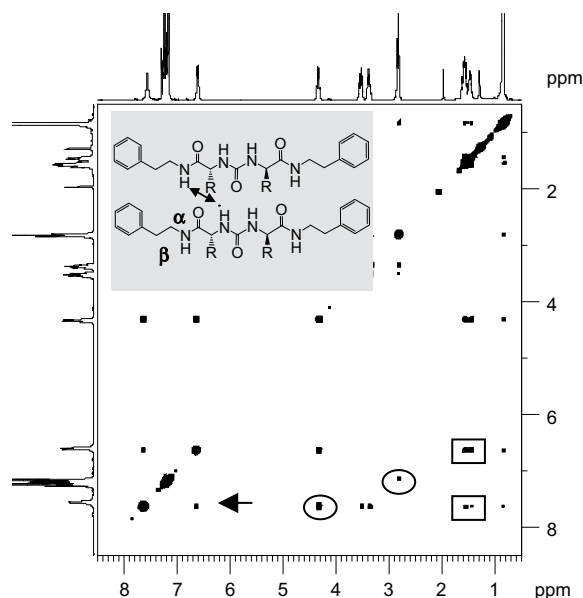 ppm
2
4
6
8
O H O H
N N N N
N N
H R O R H
α O H O H
N N N N
N N
H R O R H
β
8 7 6 5 4 3 2 1 ppm